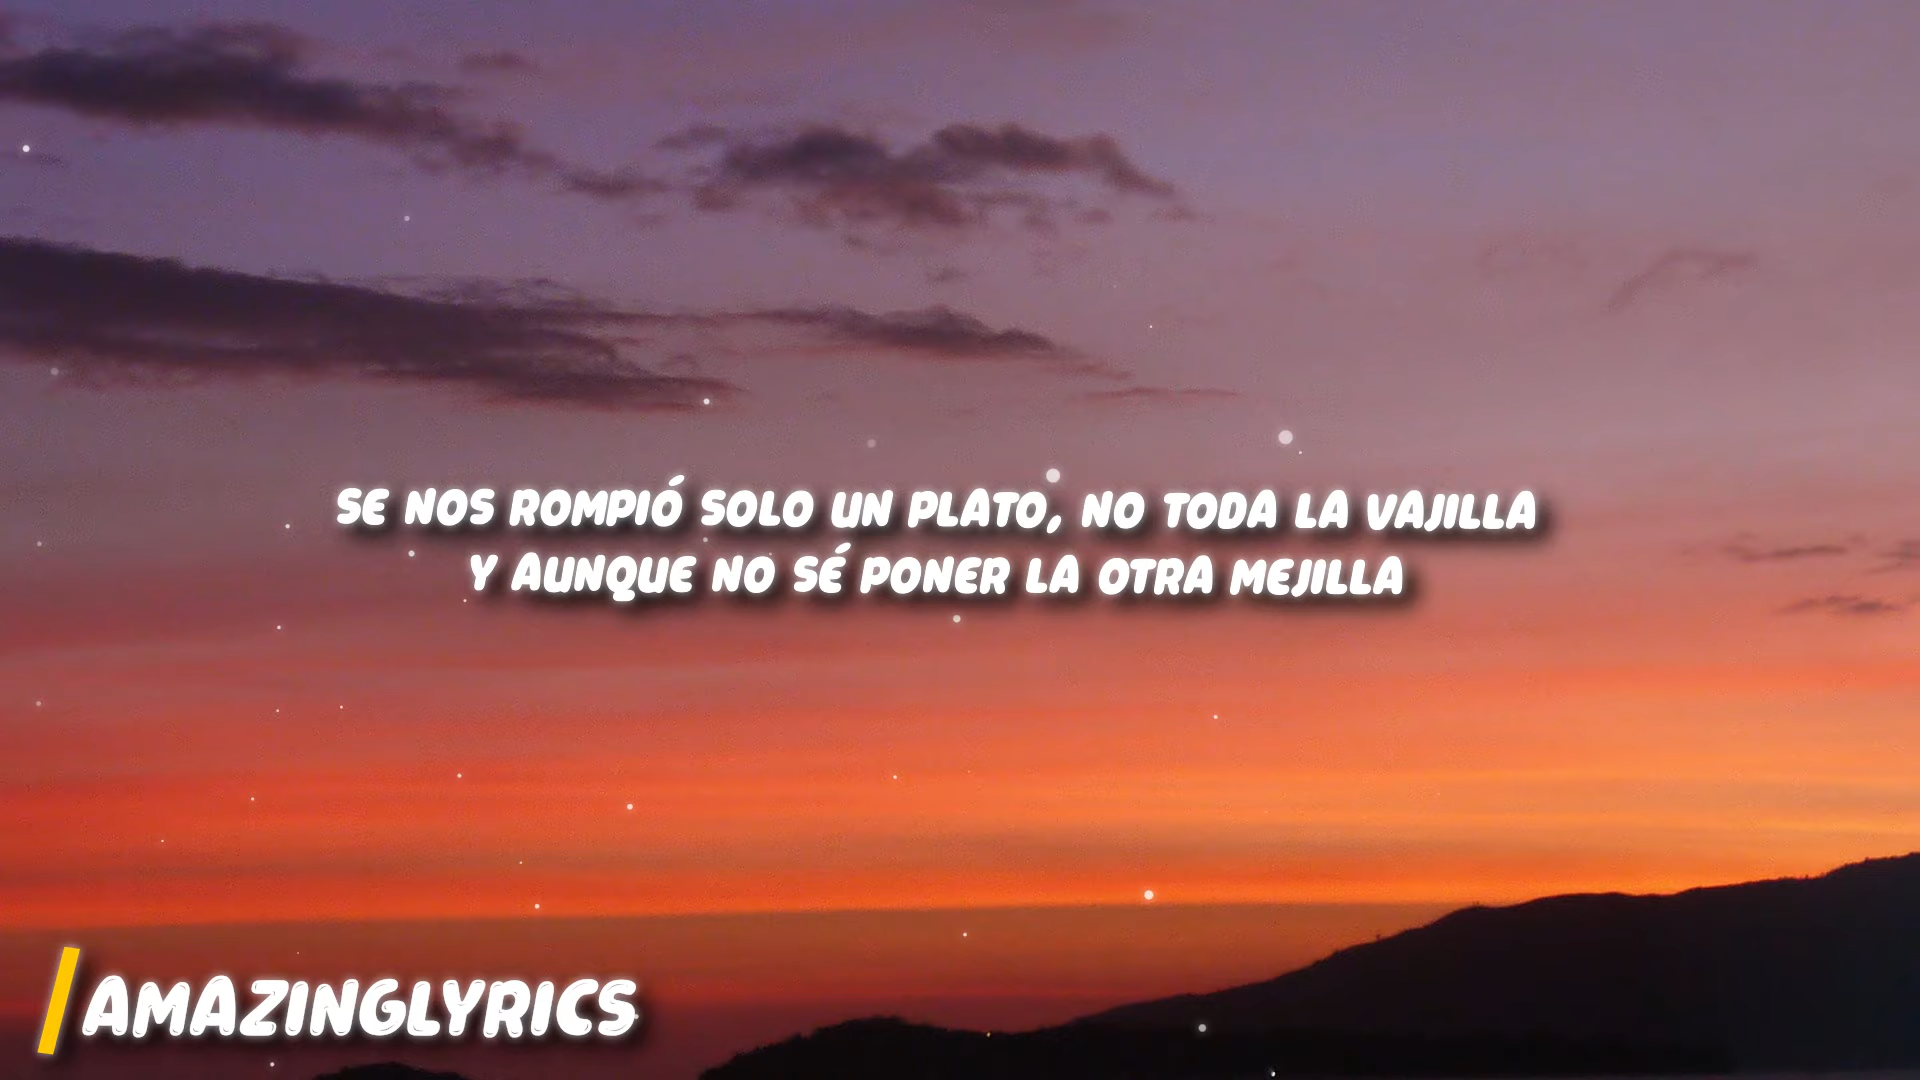 SE NOS ROMPIÓ SOLO UN PLATO, NO TODA LA VAJILLA
Y AUNQUE NO SÉ PONER LA OTRA MEJILLA
AMAZINGLYRICS